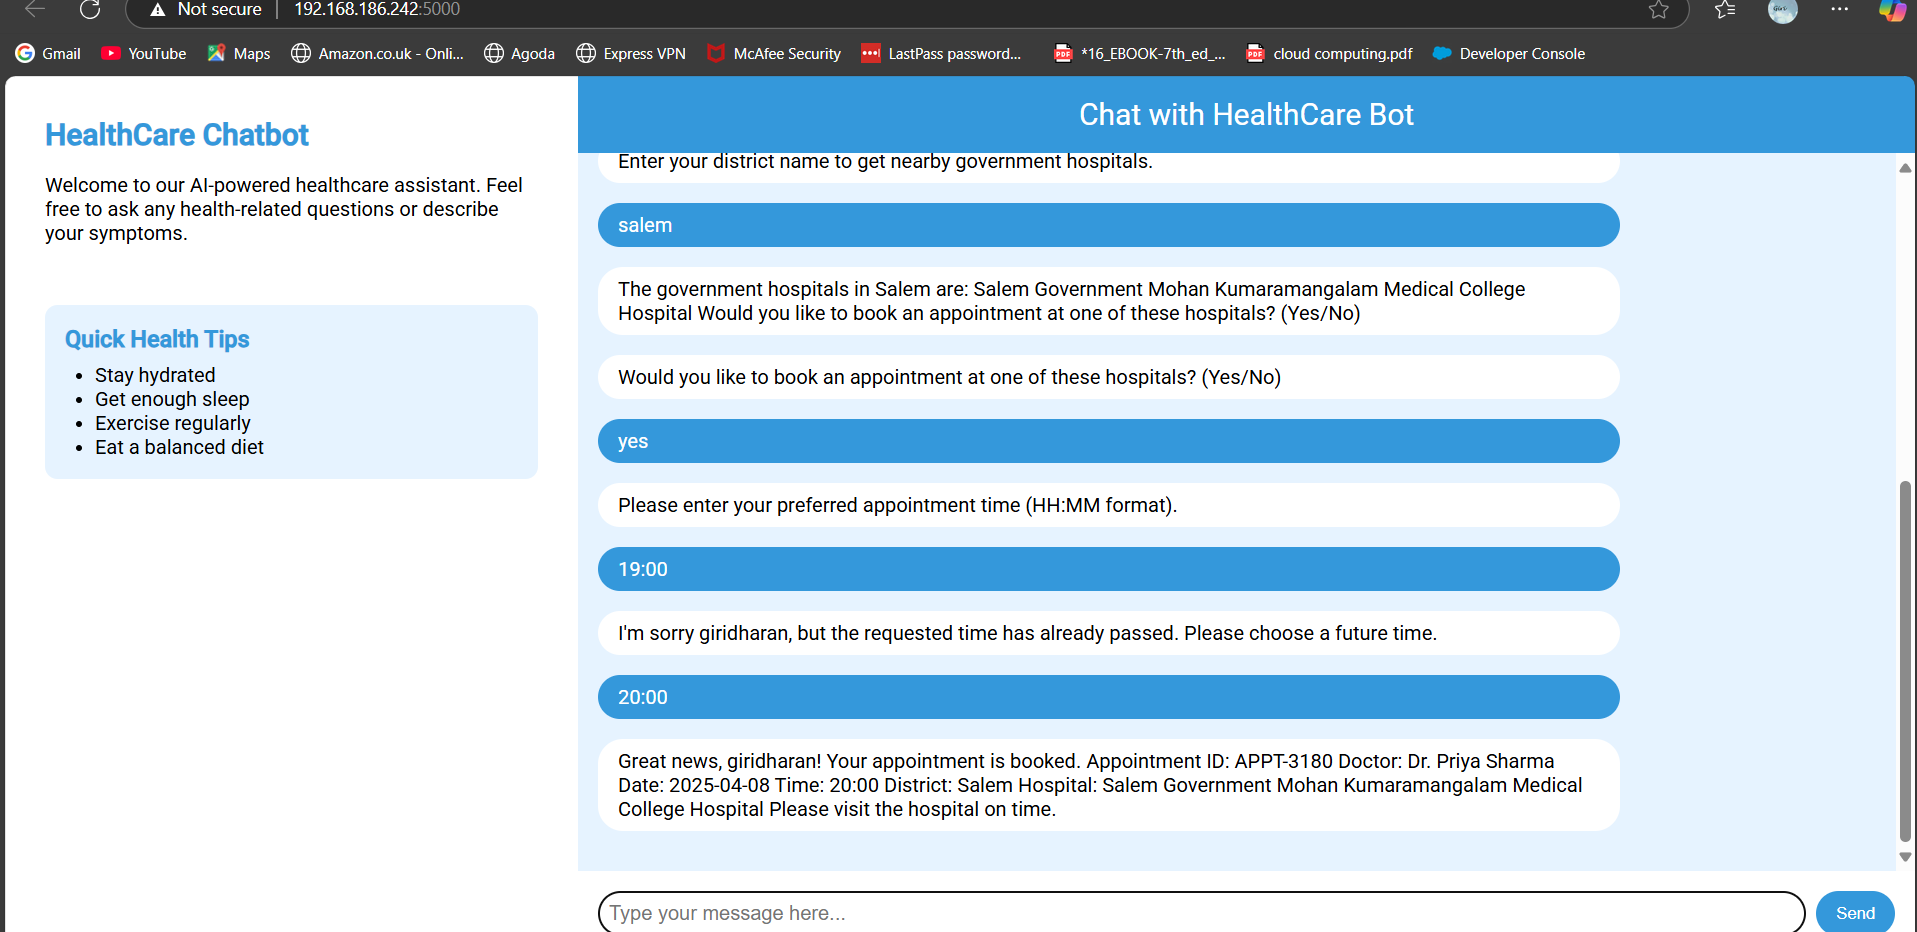 Not secure 192.168.186.242:5000
Gmail YouTube Maps Amazon.co.uk - Onli... Agoda Express VPN McAfee Security LastPass password... *16_EBOOK-7th_ed_... cloud computing.pdf Developer Console
HealthCare Chatbot
Welcome to our AI-powered healthcare assistant. Feel
free to ask any health-related questions or describe
your symptoms.
Quick Health Tips
• Stay hydrated
• Get enough sleep
• Exercise regularly
• Eat a balanced diet
Chat with HealthCare Bot
Enter your district name to get nearby government hospitals.
salem
The government hospitals in Salem are: Salem Government Mohan Kumaramangalam Medical College
Hospital Would you like to book an appointment at one of these hospitals? (Yes/No)
Would you like to book an appointment at one of these hospitals? (Yes/No)
yes
Please enter your preferred appointment time (HH:MM format).
19:00
I'm sorry giridharan, but the requested time has already passed. Please choose a future time.
20:00
Great news, giridharan! Your appointment is booked. Appointment ID: APPT-3180 Doctor: Dr. Priya Sharma
Date: 2025-04-08 Time: 20:00 District: Salem Hospital: Salem Government Mohan Kumaramangalam Medical
College Hospital Please visit the hospital on time.
Type your message here...
Send